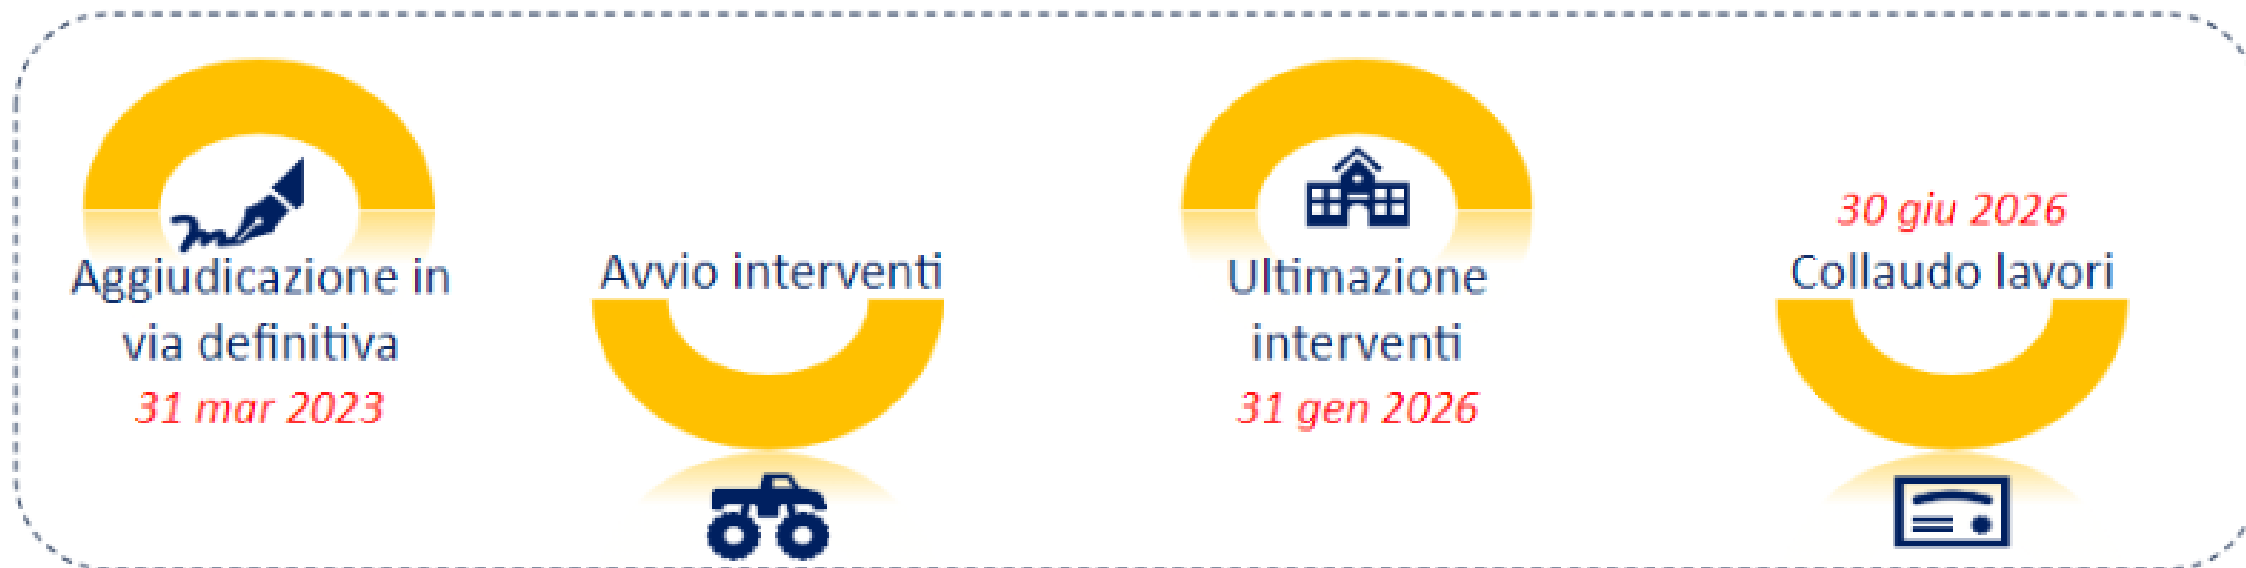 Aggiudicazione in
via definitiva
31 mar 2023
Avvio interventi
Ultimazione
interventi
31 gen 2026
30 giu 2026
Collaudo lavori